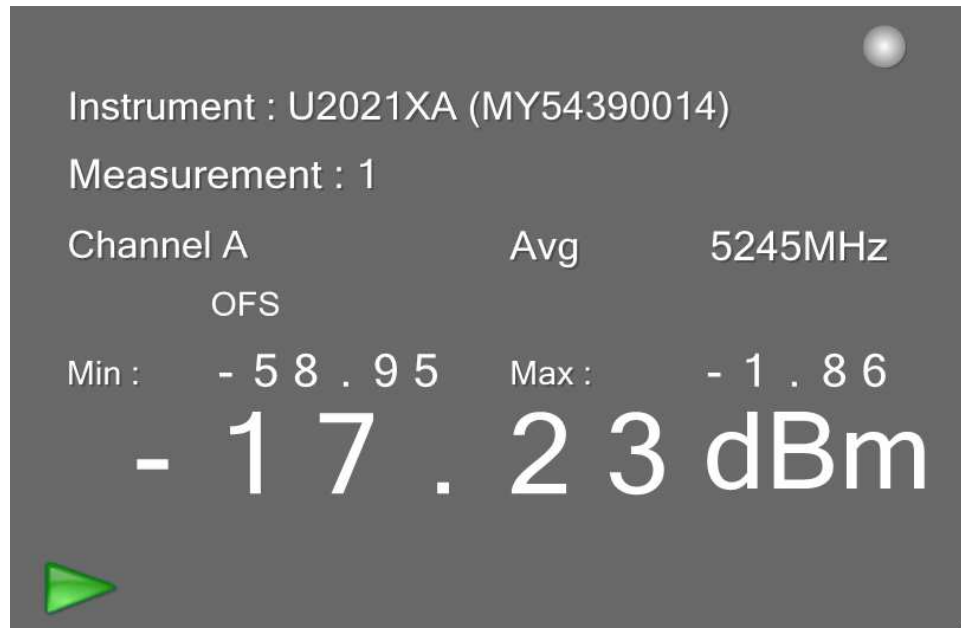 Instrument : U2021XA (MY54390014)
Measurement : 1
Channel A Avg 5245MHz
OFS
Min : -58.95 Max : -1.86
-17.23 dBm